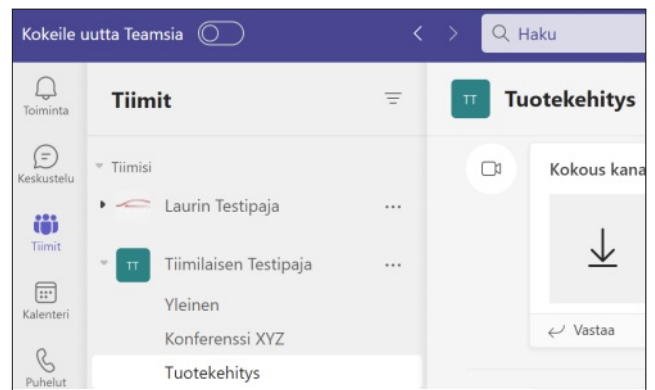 Kokeile uutta Teamsia
Haku
Toiminta
Keskustelu
Tiimit
Kalenteri
Puhelut
Tiimit
Tiimisi
Laurin Testipaja
TT Tiimilaisen Testipaja
Yleinen
Konferenssi XYZ
Tuotekehitys
TT Tuotekehitys
Kokous kana
Vastaa